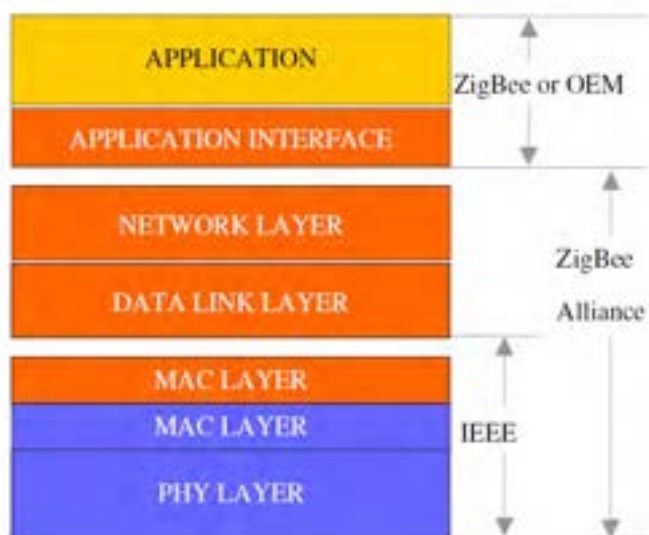 APPLICATION
ZigBee or OEM
APPLICATION INTERFACE
NETWORK LAYER
ZigBee
Alliance
DATA LINK LAYER
MAC LAYER
MAC LAYER
IEEE
PHY LAYER